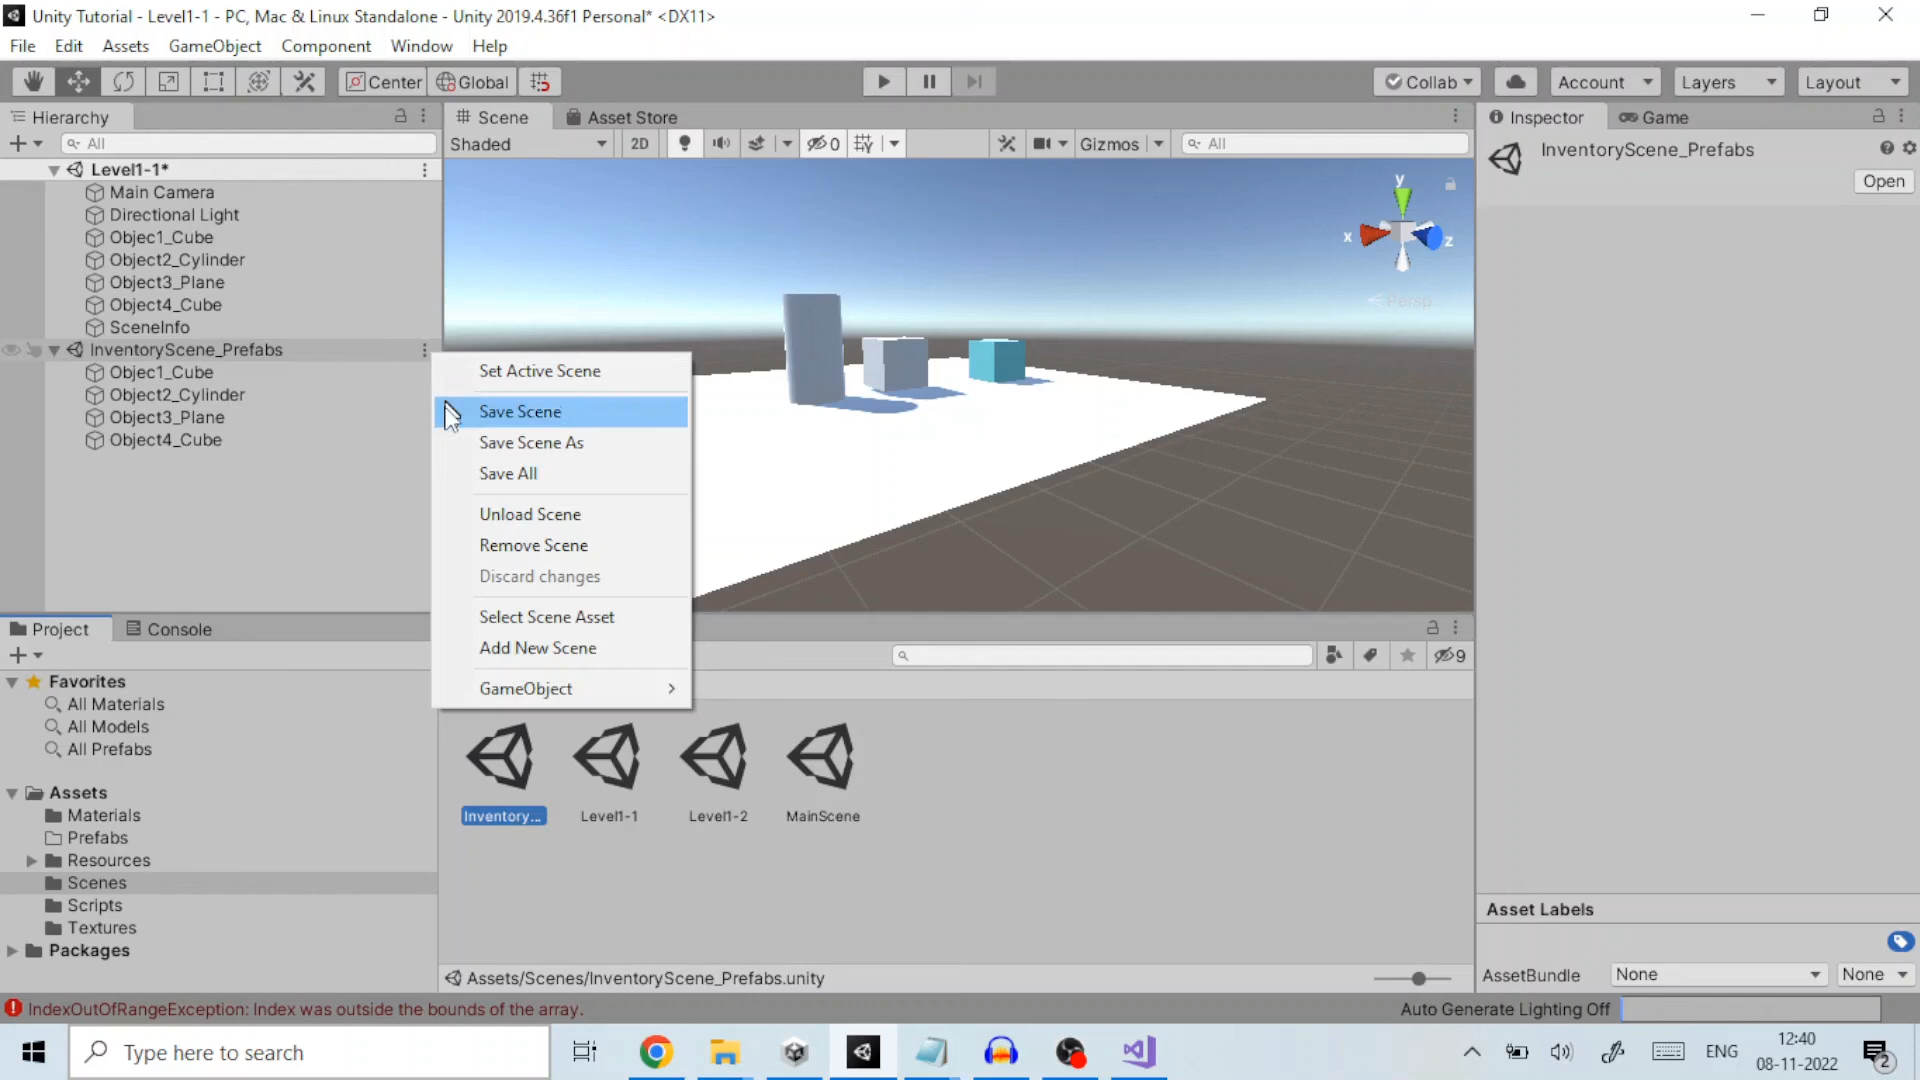 Unity Tutorial - Level1-1 - PC, Mac & Linux Standalone - Unity 2019.4.36f1 Personal* <DX11>
File Edit Assets GameObject Component Window Help
Center Global Collab Account Layers Layout
Hierarchy
All
Level1-1*
Main Camera
Directional Light
Objec1_Cube
Object2_Cylinder
Object3_Plane
Object4_Cube
SceneInfo
InventoryScene_Prefabs
Objec1_Cube
Object2_Cylinder
Object3_Plane
Object4_Cube
Scene Asset Store
Shaded 2D 0 Gizmos All
y
x
z
Persp
Set Active Scene
Save Scene
Save Scene As
Save All
Unload Scene
Remove Scene
Discard changes
Select Scene Asset
Add New Scene
GameObject
Inspector Game
InventoryScene_Prefabs
Open
Project Console
9
Favorites
All Materials
All Models
All Prefabs
Assets
Materials
Prefabs
Resources
Scenes
Scripts
Textures
Packages
Inventory...
Level1-1
Level1-2
MainScene
Assets/Scenes/InventoryScene_Prefabs.unity
Asset Labels
AssetBundle None None
IndexOutOfRangeException: Index was outside the bounds of the array.
Auto Generate Lighting Off
Type here to search
ENG
12:40
08-11-2022
2